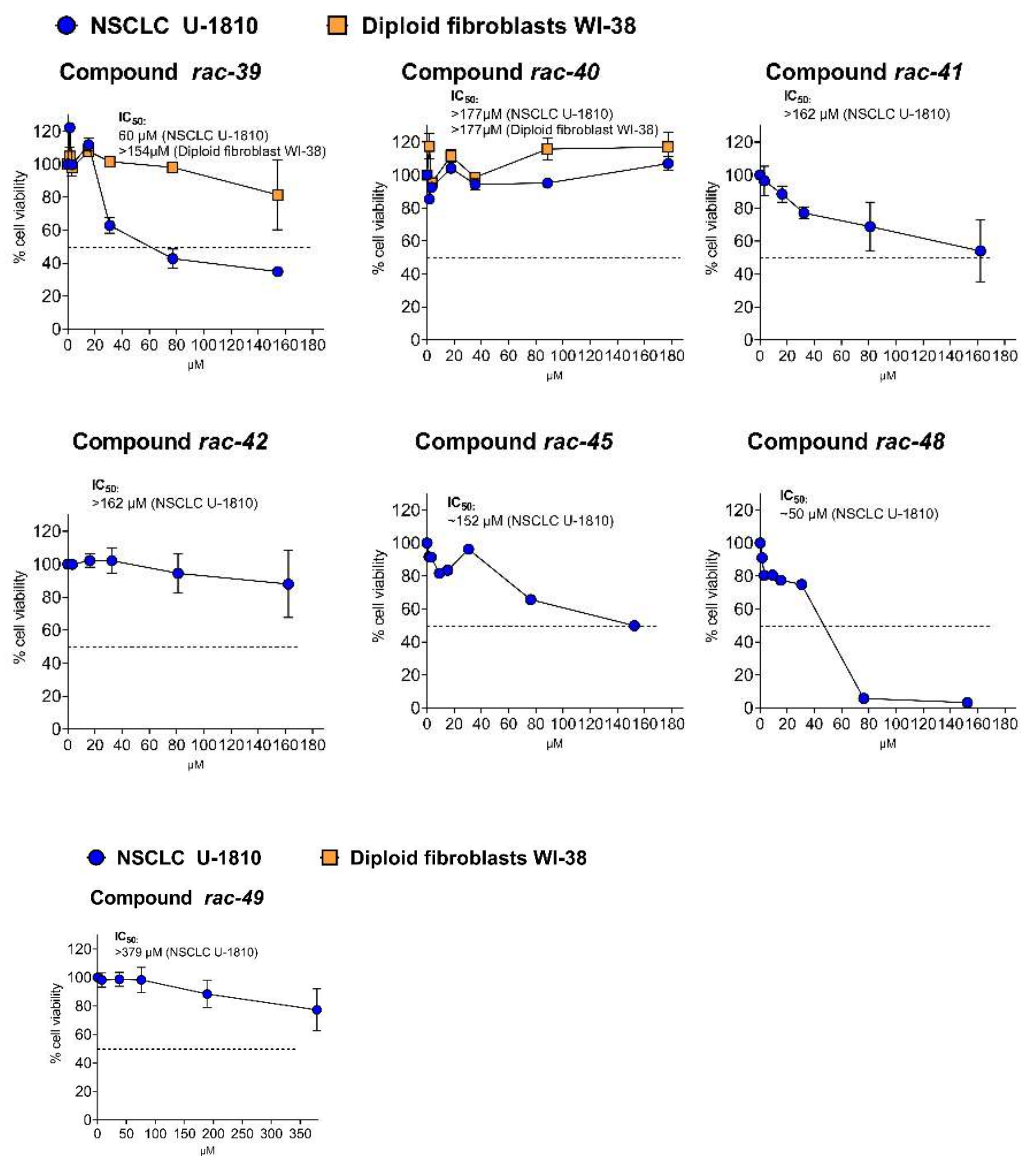 NSCLC U-1810 Diploid fibroblasts WI-38
Compound rac-39
IC50:
60 µM (NSCLC U-1810)
>154µM (Diploid fibroblast WI-38)
% cell viability
120
100
80
60
40
20
0
0 20 40 60 80 100 120 140 160 180
µM
Compound rac-40
IC50:
>177 µM (NSCLC U-1810)
>177µM (Diploid fibroblast WI-38)
% cell viability
120
100
80
60
40
20
0
0 20 40 60 80 100 120 140 160 180
µM
Compound rac-41
IC50:
>162 µM (NSCLC U-1810)
% cell viability
120
100
80
60
40
20
0
0 20 40 60 80 100 120 140 160 180
µM
Compound rac-42
IC50:
>162 µM (NSCLC U-1810)
% cell viability
120
100
80
60
40
20
0
0 20 40 60 80 100 120 140 160 180
µM
Compound rac-45
IC50:
~152 µM (NSCLC U-1810)
% cell viability
120
100
80
60
40
20
0
0 20 40 60 80 100 120 140 160 180
µM
Compound rac-48
IC50:
~50 µM (NSCLC U-1810)
% cell viability
120
100
80
60
40
20
0
0 20 40 60 80 100 120 140 160 180
µM
NSCLC U-1810 Diploid fibroblasts WI-38
Compound rac-49
IC50:
>379 µM (NSCLC U-1810)
% cell viability
120
100
80
60
40
20
0
0 50 100 150 200 250 300 350
µM